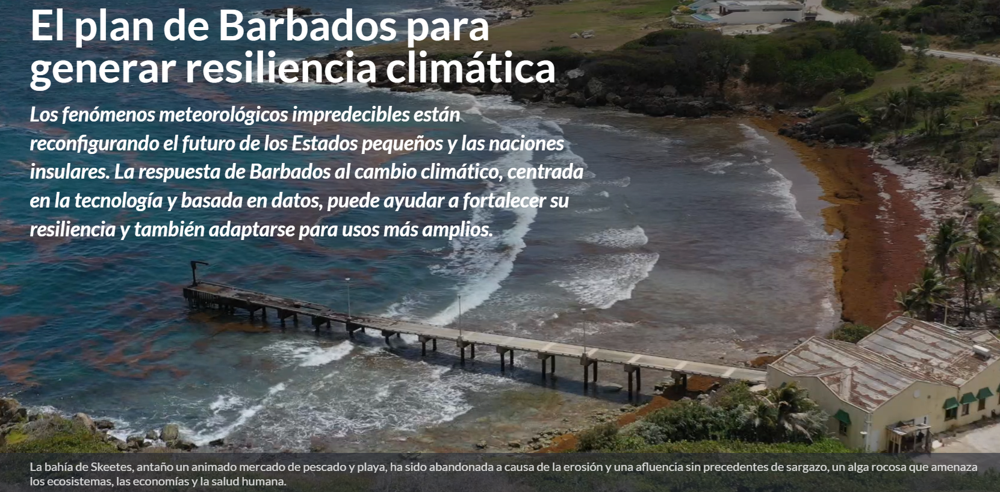 El plan de Barbados para
generar resiliencia climática
Los fenómenos meteorológicos impredecibles están
reconfigurando el futuro de los Estados pequeños y las naciones
insulares. La respuesta de Barbados al cambio climático, centrada
en la tecnología y basada en datos, puede ayudar a fortalecer su
resiliencia y también adaptarse para usos más amplios.
La bahía de Skeetes, antaño un animado mercado de pescado y playa, ha sido abandonada a causa de la erosión y una afluencia sin precedentes de sargazo, un alga rocosa que amenaza
los ecosistemas, las economías y la salud humana.